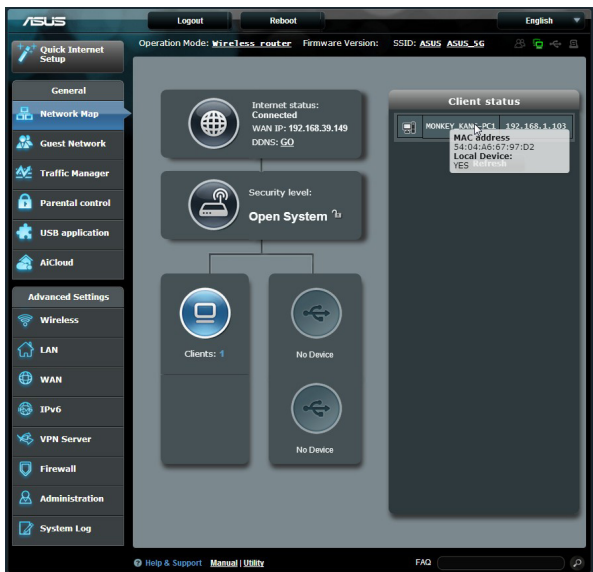 ASUS
Logout
Reboot
English
Quick Internet
Setup
Operation Mode: Wireless router Firmware Version: SSID: ASUS ASUS_5G
General
Network Map
Guest Network
Traffic Manager
Parental control
USB application
AiCloud
Advanced Settings
Wireless
LAN
WAN
IPv6
VPN Server
Firewall
Administration
System Log
Internet status:
Connected
WAN IP: 192.168.39.149
DDNS: GO
Security level:
Open System
Clients: 1
No Device
No Device
Client status
MONKEY 192.168.1.103
MAC address
54:04:A6:67:97:D2
Local Device:
YES
Refresh
Help & Support Manual | Utility
FAQ